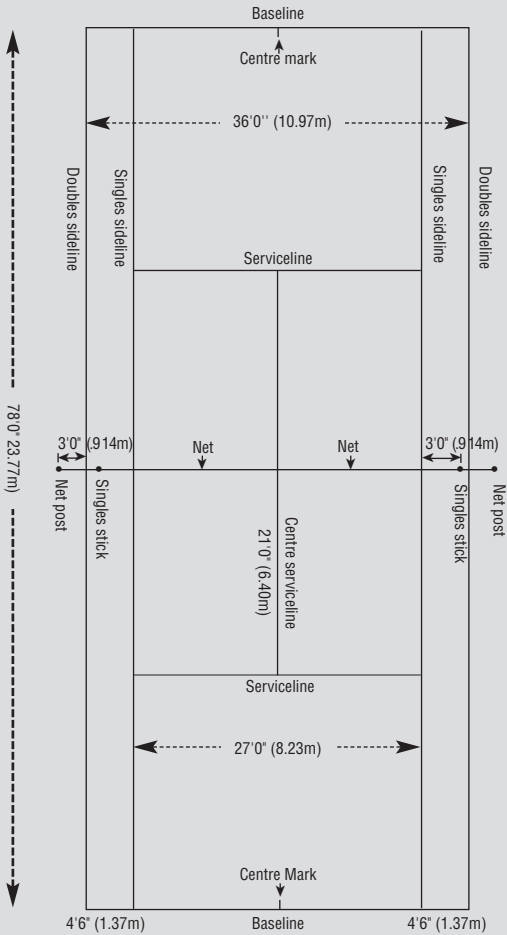 Baseline
Centre mark
36'0'' (10.97m)
Doubles sideline
Singles sideline
Singles sideline
Doubles sideline
Serviceline
78'0" 23.77m)
3'0" (.914m)
Net
Net
3'0" (.914m)
Net post
Singles stick
Singles stick
Net post
Centre serviceline
21'0" (6.40m)
Serviceline
27'0" (8.23m)
Centre Mark
4'6" (1.37m)
Baseline
4'6" (1.37m)